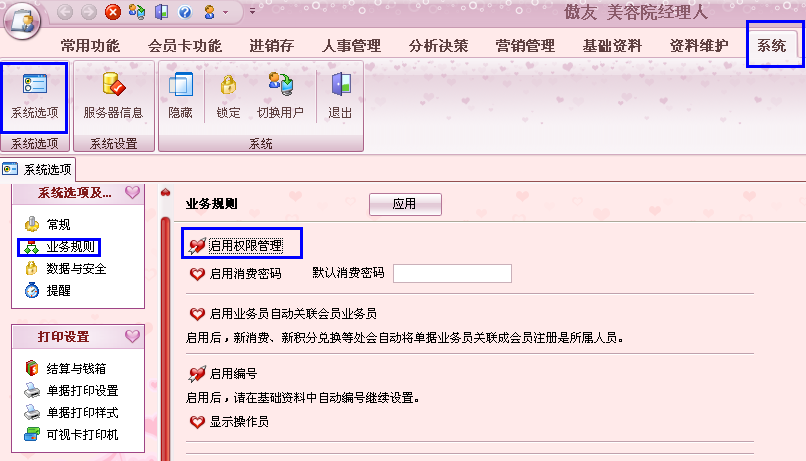 傲友 美容院经理人
常用功能 会员卡功能 进销存 人事管理 分析决策 营销管理 基础资料 资料维护 系统
系统选项 服务器信息 隐藏 锁定 切换用户 退出
系统选项 系统设置 系统
系统选项
系统选项及...
常规
业务规则
数据与安全
提醒
打印设置
结算与钱箱
单据打印设置
单据打印样式
可视卡打印机
业务规则 应用
启用权限管理
启用消费密码 默认消费密码
启用业务员自动关联会员业务员
启用后，新消费、新积分兑换等处会自动将单据业务员关联成会员注册是所属人员。
启用编号
启用后，请在基础资料中自动编号继续设置。
显示操作员